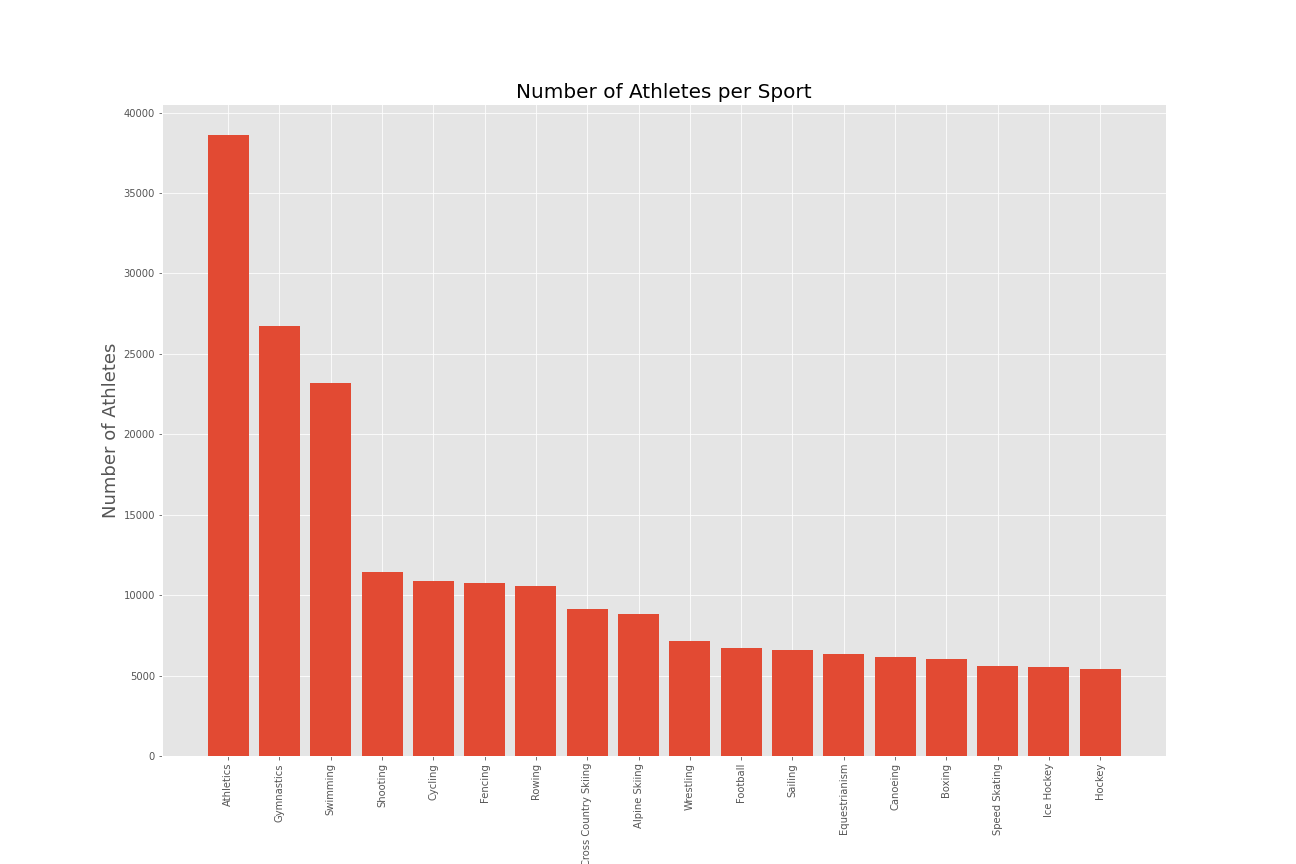 Number of Athletes per Sport
Number of Athletes
40000
35000
30000
25000
20000
15000
10000
5000
0
Athletics
Gymnastics
Swimming
Shooting
Cycling
Fencing
Rowing
Cross Country Skiing
Alpine Skiing
Wrestling
Football
Sailing
Equestrianism
Canoeing
Boxing
Speed Skating
Ice Hockey
Hockey